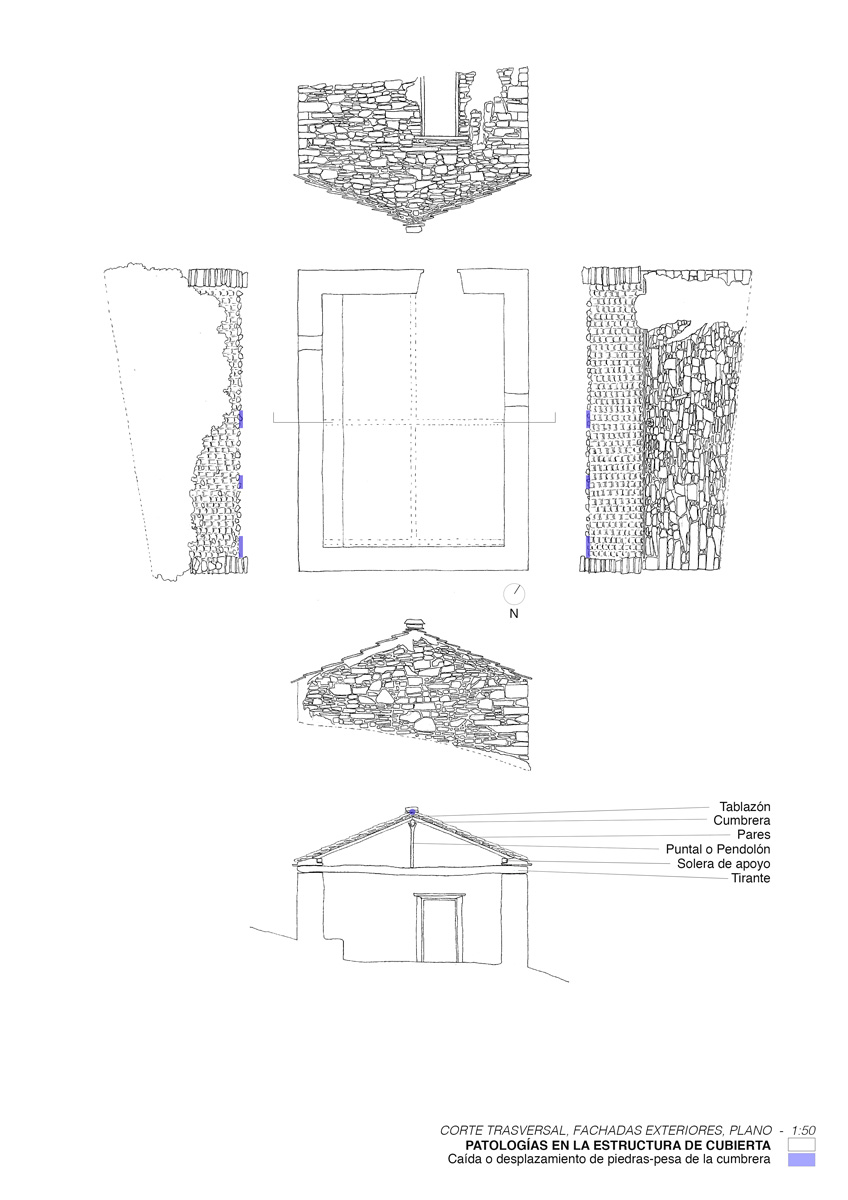 N
Tablazón
Cumbrera
Pares
Puntal o Pendolón
Solera de apoyo
Tirante
CORTE TRASVERSAL, FACHADAS EXTERIORES, PLANO - 1:50
PATOLOGÍAS EN LA ESTRUCTURA DE CUBIERTA
Caída o desplazamiento de piedras-pesa de la cumbrera